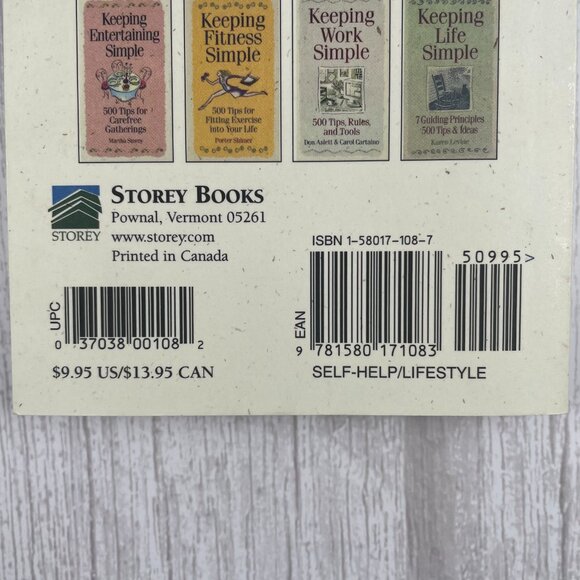 Keeping
Entertaining
Simple
500 Tips for
Carefree
Gatherings
Martha Storey
Keeping
Fitness
Simple
500 Tips for
Fitting Exercise
into Your Life
Porter Shimer
Keeping
Work
Simple
500 Tips, Rules,
and Tools
Don Aslett & Carol Cartaino
Keeping
Life
Simple
7 Guiding Principles
500 Tips & Ideas
Karen Levine
STOREY
STOREY BOOKS
Pownal, Vermont 05261
www.storey.com
Printed in Canada
UPC
0 37038 00108 2
$9.95 US/$13.95 CAN
ISBN 1-58017-108-7
50995>
EAN
9 781580 171083
SELF-HELP/LIFESTYLE